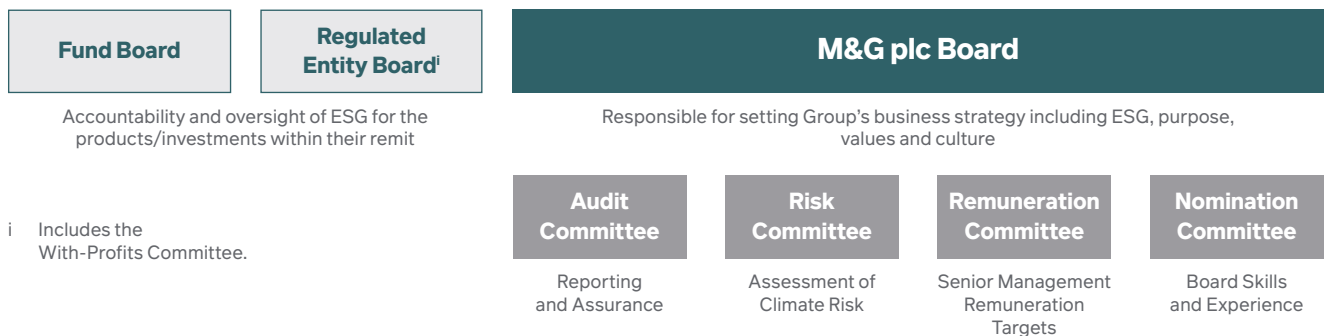 Fund Board
Regulated
Entity Boardⁱ
Accountability and oversight of ESG for the
products/investments within their remit
i Includes the
With-Profits Committee.
M&G plc Board
Responsible for setting Group's business strategy including ESG, purpose,
values and culture
Audit
Committee
Reporting
and Assurance
Risk
Committee
Assessment of
Climate Risk
Remuneration
Committee
Senior Management
Remuneration
Targets
Nomination
Committee
Board Skills
and Experience